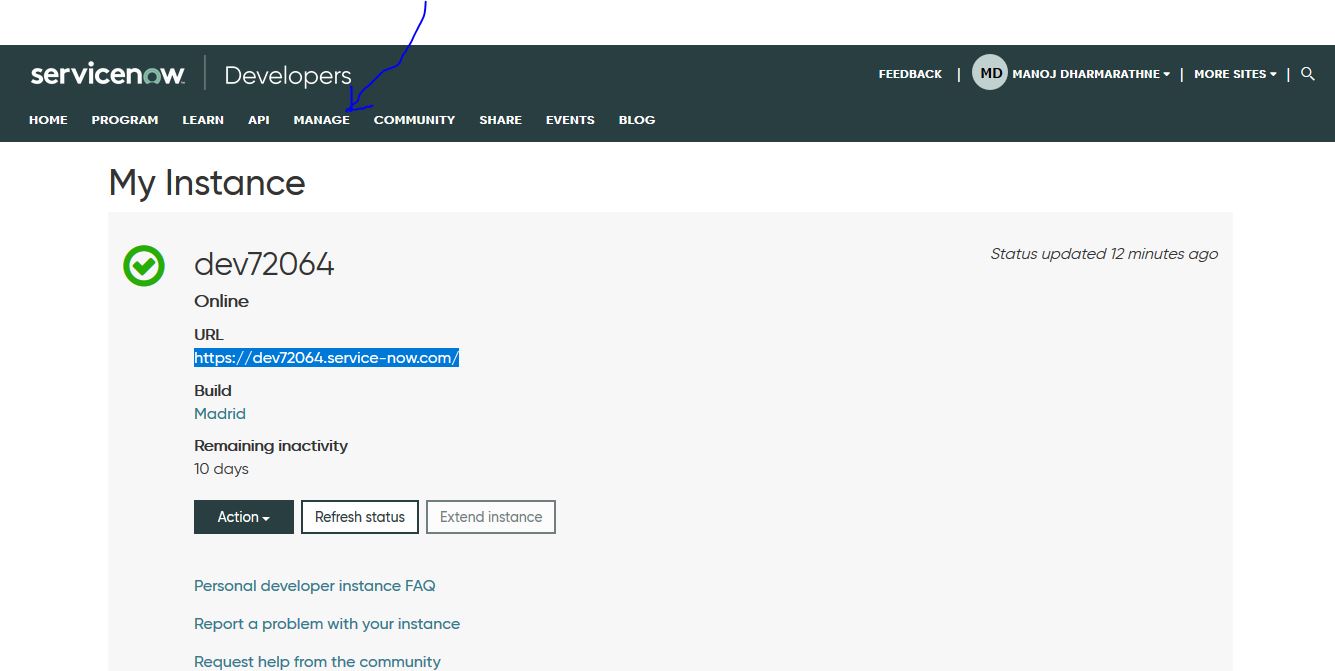 servicenow Developers
FEEDBACK | MD MANOJ DHARMARATHNE | MORE SITES |
HOME PROGRAM LEARN API MANAGE COMMUNITY SHARE EVENTS BLOG
My Instance
dev72064
Status updated 12 minutes ago
Online
URL
https://dev72064.service-now.com/
Build
Madrid
Remaining inactivity
10 days
Action Refresh status Extend instance
Personal developer instance FAQ
Report a problem with your instance
Request help from the community